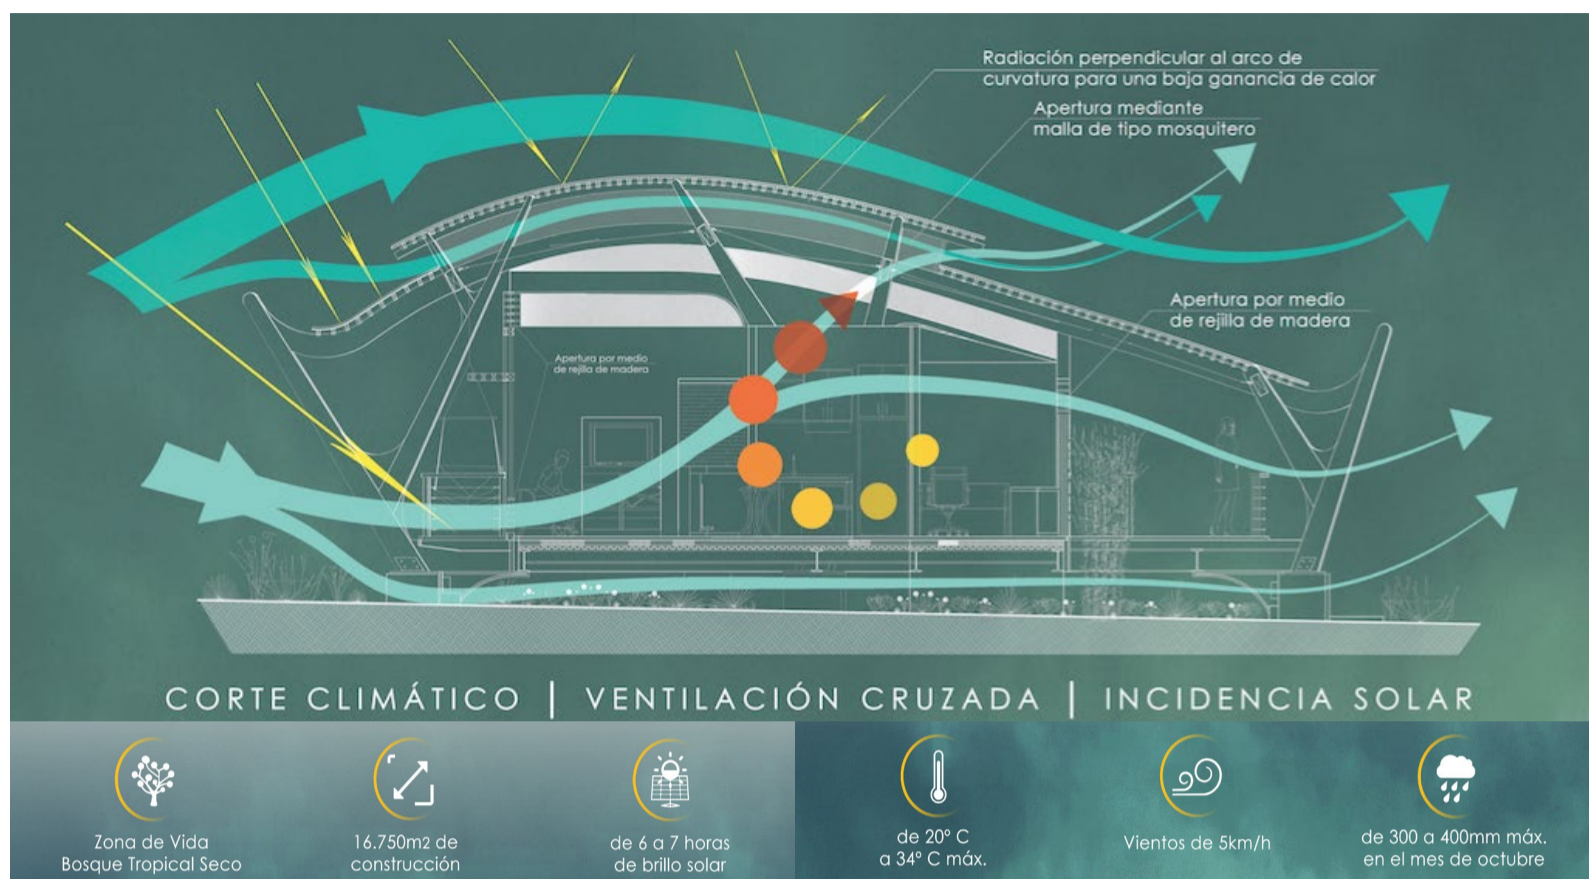 Radiación perpendicular al arco de
curvatura para una baja ganancia de calor
Apertura mediante
malla de tipo mosquitero
Apertura por medio
de rejilla de madera
Apertura por medio
de rejilla de madera
CORTE CLIMÁTICO | VENTILACIÓN CRUZADA | INCIDENCIA SOLAR
Zona de Vida
Bosque Tropical Seco
16.750m2 de
construcción
de 6 a 7 horas
de brillo solar
de 20º C
a 34º C máx.
Vientos de 5km/h
de 300 a 400mm máx.
en el mes de octubre